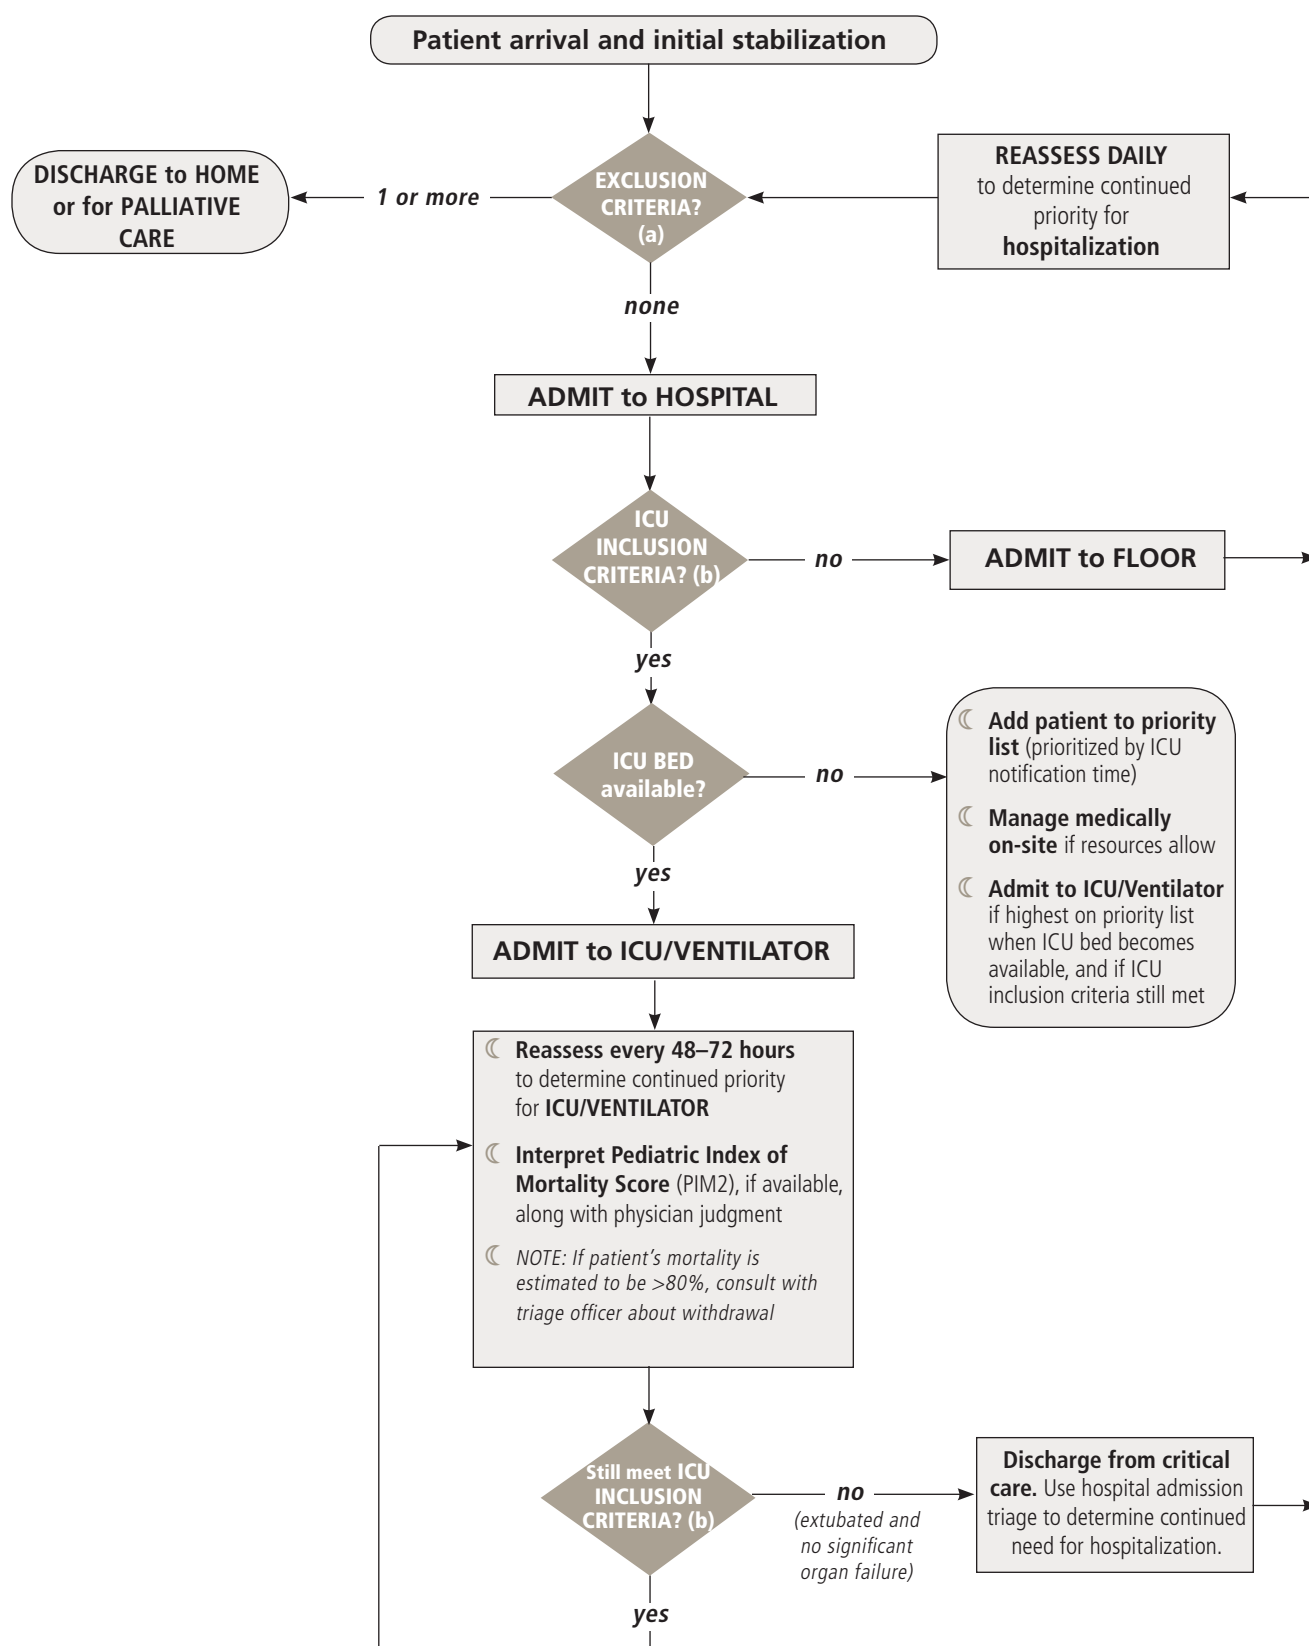 Patient arrival and initial stabilization
DISCHARGE to HOME
or for PALLIATIVE
CARE
1 or more
EXCLUSION
CRITERIA?
(a)
REASSESS DAILY
to determine continued
priority for
hospitalization
none
ADMIT to HOSPITAL
ICU
INCLUSION
CRITERIA? (b)
no
ADMIT to FLOOR
yes
ICU BED
available?
no
Add patient to priority
list (prioritized by ICU
notification time)
Manage medically
on-site if resources allow
Admit to ICU/Ventilator
if highest on priority list
when ICU bed becomes
available, and if ICU
inclusion criteria still met
yes
ADMIT to ICU/VENTILATOR
Reassess every 48–72 hours
to determine continued priority
for ICU/VENTILATOR
Interpret Pediatric Index of
Mortality Score (PIM2), if available,
along with physician judgment
NOTE: If patient's mortality is
estimated to be >80%, consult with
triage officer about withdrawal
Still meet ICU
INCLUSION
CRITERIA? (b)
no
(extubated and
no significant
organ failure)
Discharge from critical
care. Use hospital admission
triage to determine continued
need for hospitalization.
yes